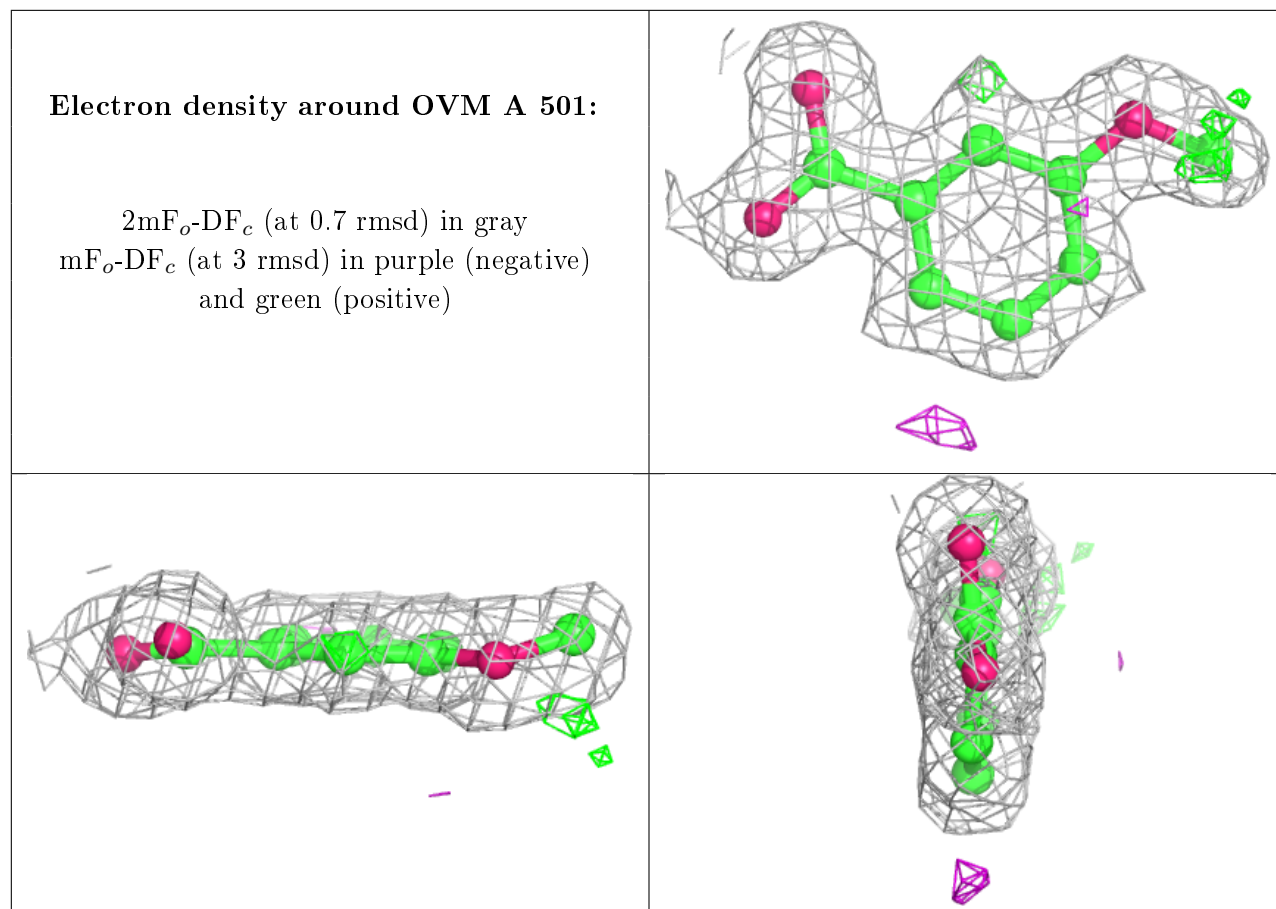 Electron density around OVM A 501:
2mFₒ-DF𝒸 (at 0.7 rmsd) in gray
mFₒ-DF𝒸 (at 3 rmsd) in purple (negative)
and green (positive)